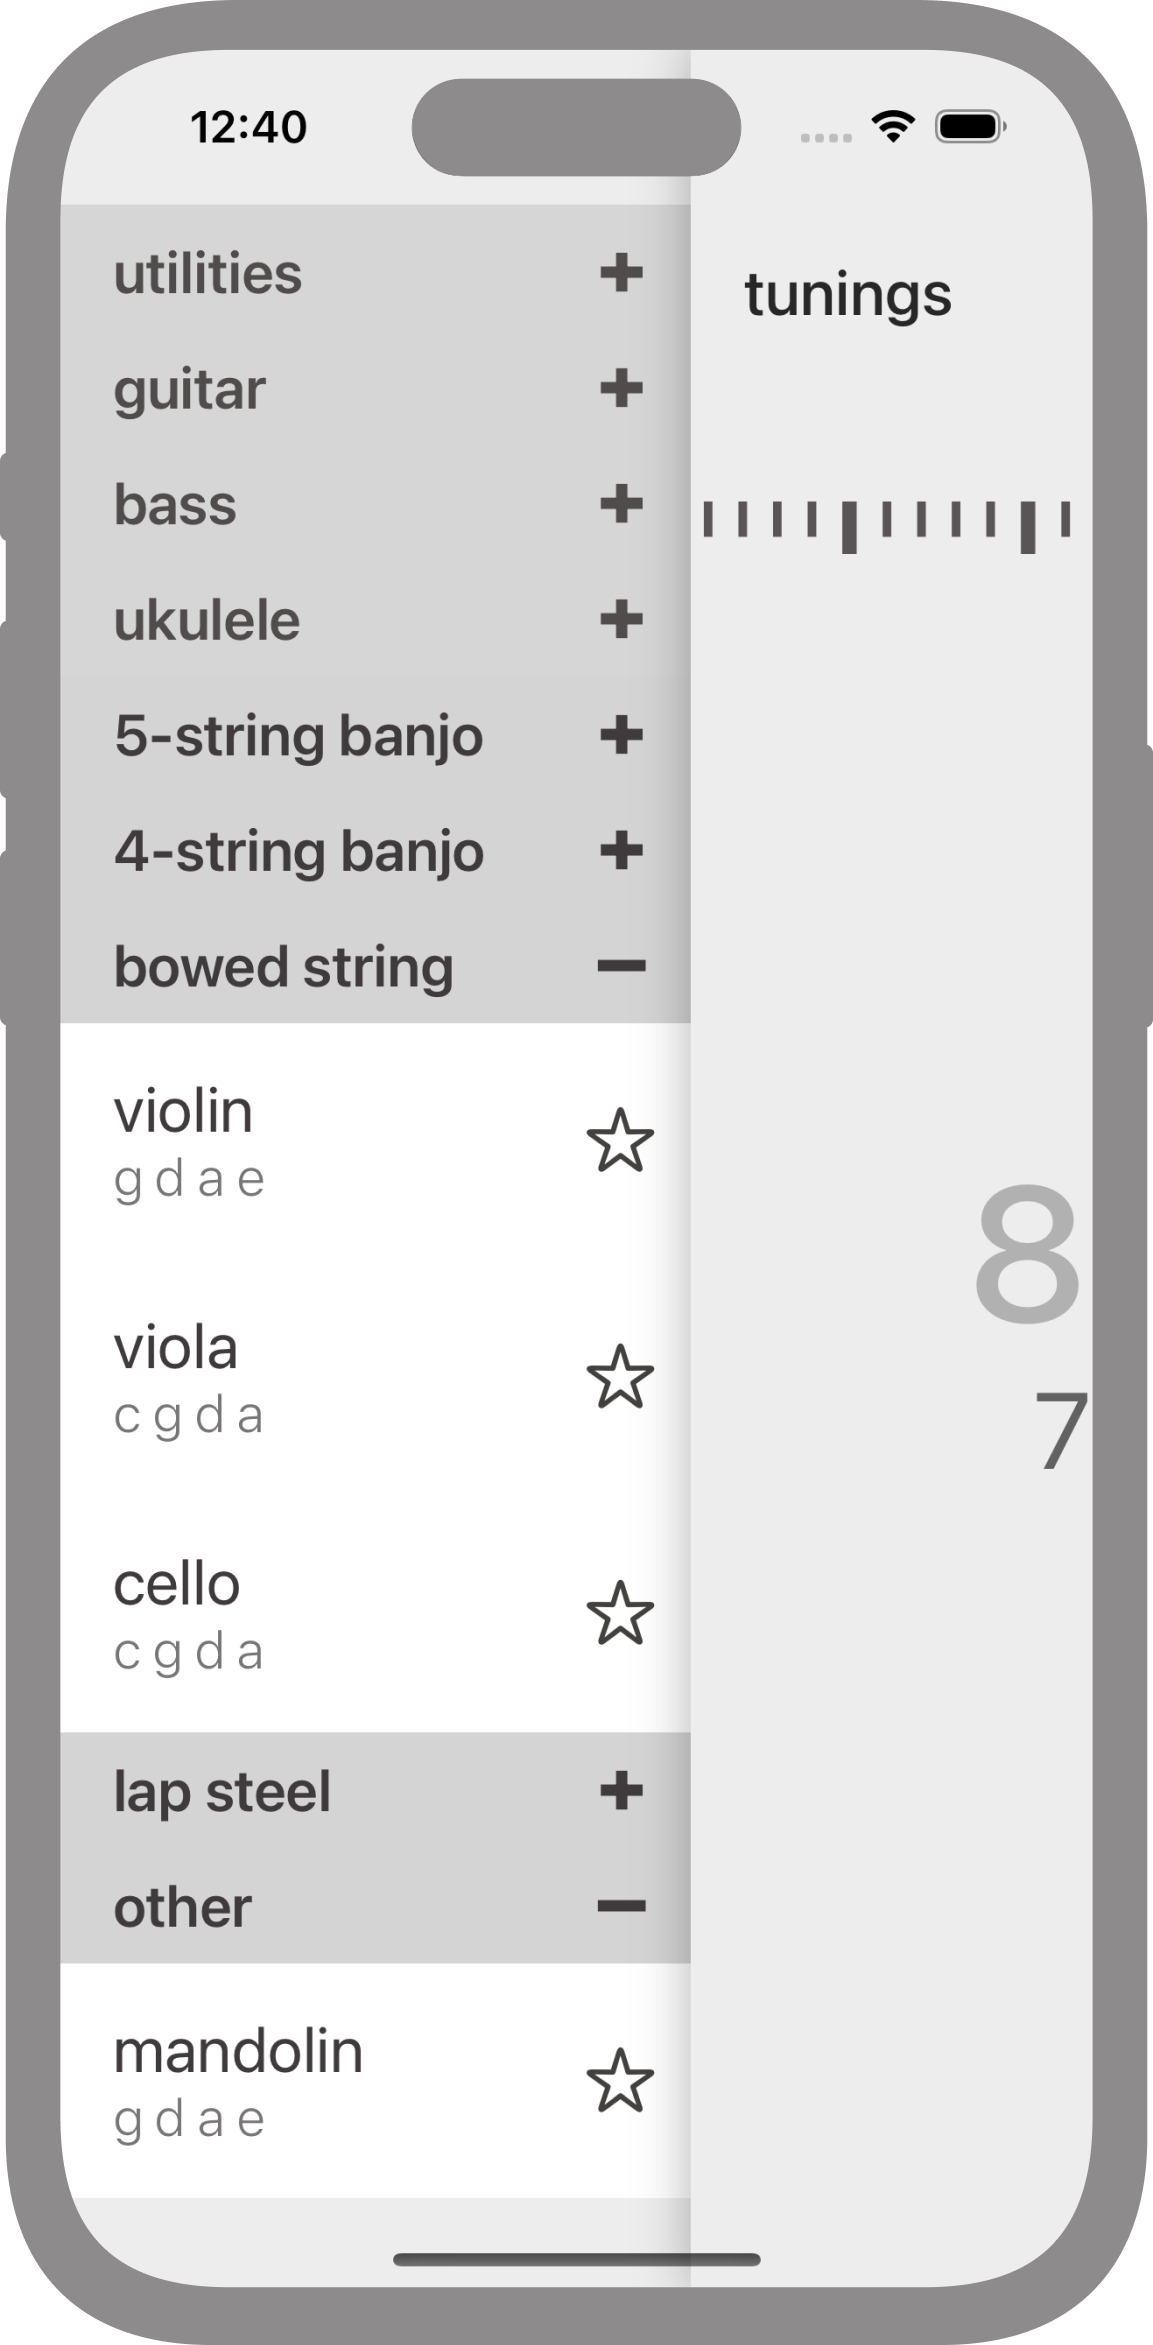 12:40
utilities
tunings
guitar
bass
ukulele
5-string banjo
4-string banjo
bowed string
violin
g d a e
8
viola
c g d a
7
cello
c g d a
lap steel
other
mandolin
g d a e